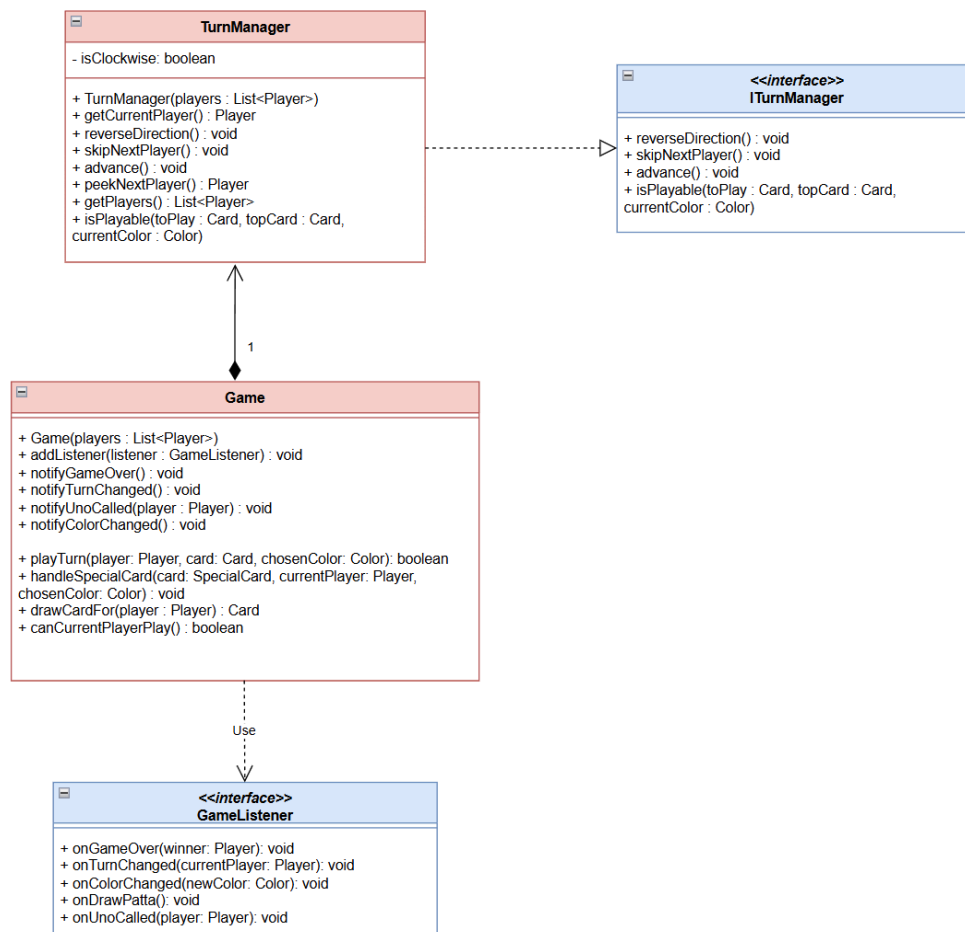 TurnManager
- isClockwise: boolean
+ TurnManager(players : List<Player>)
+ getCurrentPlayer() : Player
+ reverseDirection() : void
+ skipNextPlayer() : void
+ advance() : void
+ peekNextPlayer() : Player
+ getPlayers() : List<Player>
+ isPlayable(toPlay : Card, topCard : Card,
currentColor : Color)
<<interface>>
ITurnManager
+ reverseDirection() : void
+ skipNextPlayer() : void
+ advance() : void
+ isPlayable(toPlay : Card, topCard : Card,
currentColor : Color)
1
Game
+ Game(players : List<Player>)
+ addListener(listener : GameListener) : void
+ notifyGameOver() : void
+ notifyTurnChanged() : void
+ notifyUnoCalled(player : Player) : void
+ notifyColorChanged() : void
+ playTurn(player: Player, card: Card, chosenColor: Color): boolean
+ handleSpecialCard(card: SpecialCard, currentPlayer: Player,
chosenColor: Color) : void
+ drawCardFor(player : Player) : Card
+ canCurrentPlayerPlay() : boolean
Use
<<interface>>
GameListener
+ onGameOver(winner: Player): void
+ onTurnChanged(currentPlayer: Player): void
+ onColorChanged(newColor: Color): void
+ onDrawPatta(): void
+ onUnoCalled(player: Player): void